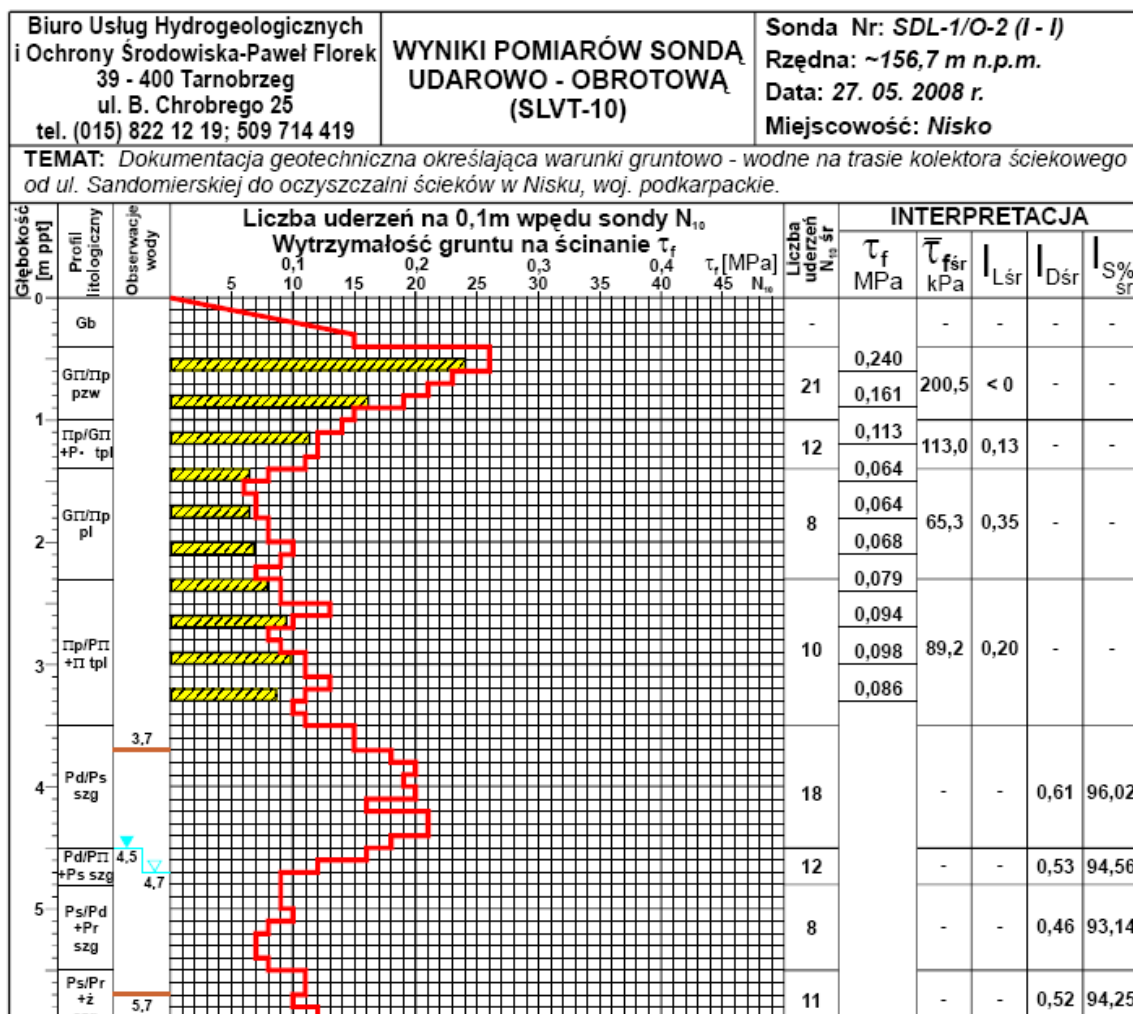 Biuro Usług Hydrogeologicznych
i Ochrony Środowiska-Paweł Florek
39 - 400 Tarnobrzeg
ul. B. Chrobrego 25
tel. (015) 822 12 19; 509 714 419
WYNIKI POMIARÓW SONDĄ
UDAROWO - OBROTOWĄ
(SLVT-10)
Sonda Nr: SDL-1/O-2 (I - I)
Rzędna: ~156,7 m n.p.m.
Data: 27. 05. 2008 r.
Miejscowość: Nisko
TEMAT: Dokumentacja geotechniczna określająca warunki gruntowo - wodne na trasie kolektora ściekowego
od ul. Sandomierskiej do oczyszczalni ścieków w Nisku, woj. podkarpackie.
Głębokość
[m ppt]
Profil
litologiczny
Obserwacje
wody
Liczba uderzeń na 0,1m wpędu sondy N₁₀
Wytrzymałość gruntu na ścinanie τf
0,1 0,2 0,3 0,4 τf [MPa]
5 10 15 20 25 30 35 40 45 N₁₀
Liczba
uderzeń
N₁₀ śr
INTERPRETACJA
τf
MPa
τ̅fśr
kPa
ILśr
IDśr
IS%
śr
0
1
2
3
4
5
Gb
GΠ/Πp
pzw
Πp/GΠ
+P- tpl
GΠ/Πp
pl
Πp/PΠ
+Π tpl
Pd/Ps
szg
Pd/PΠ
+Ps szg
Ps/Pd
+Pr
szg
Ps/Pr
+ż
3,7
4,5
4,7
5,7
- - - - -
21 200,5 < 0 - -
12 113,0 0,13 - -
8 65,3 0,35 - -
10 89,2 0,20 - -
18 - - 0,61 96,02
12 - - 0,53 94,56
8 - - 0,46 93,14
11 - - 0,52 94,25
0,240
0,161
0,113
0,064
0,064
0,068
0,079
0,094
0,098
0,086